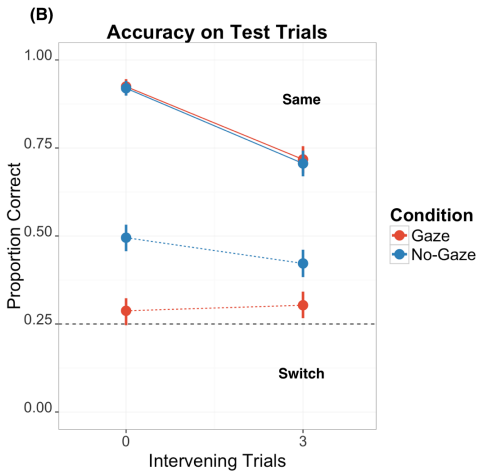 (B)
Accuracy on Test Trials
1.00
0.75
0.50
0.25
0.00
Proportion Correct
Same
Switch
0
3
Intervening Trials
Condition
Gaze
No-Gaze